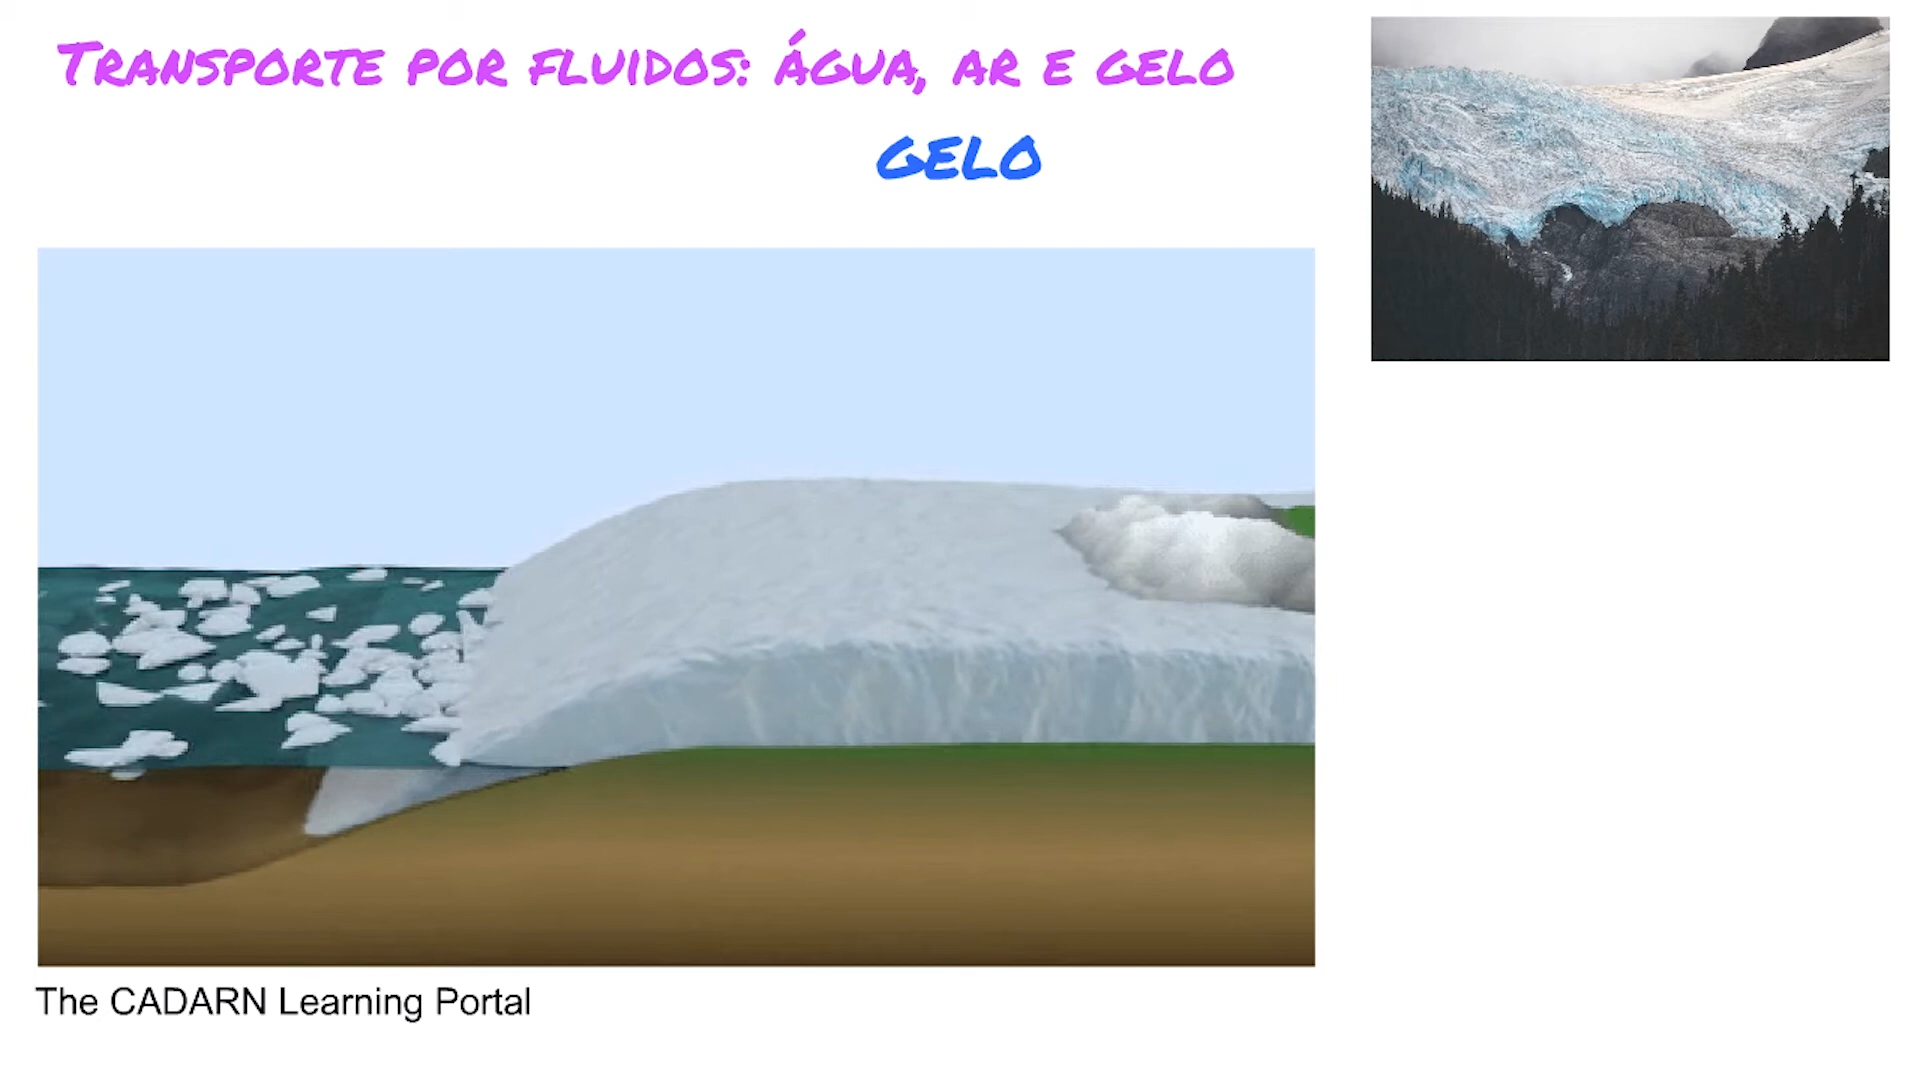 Transporte por fluidos: água, ar e gelo
GELO
The CADARN Learning Portal